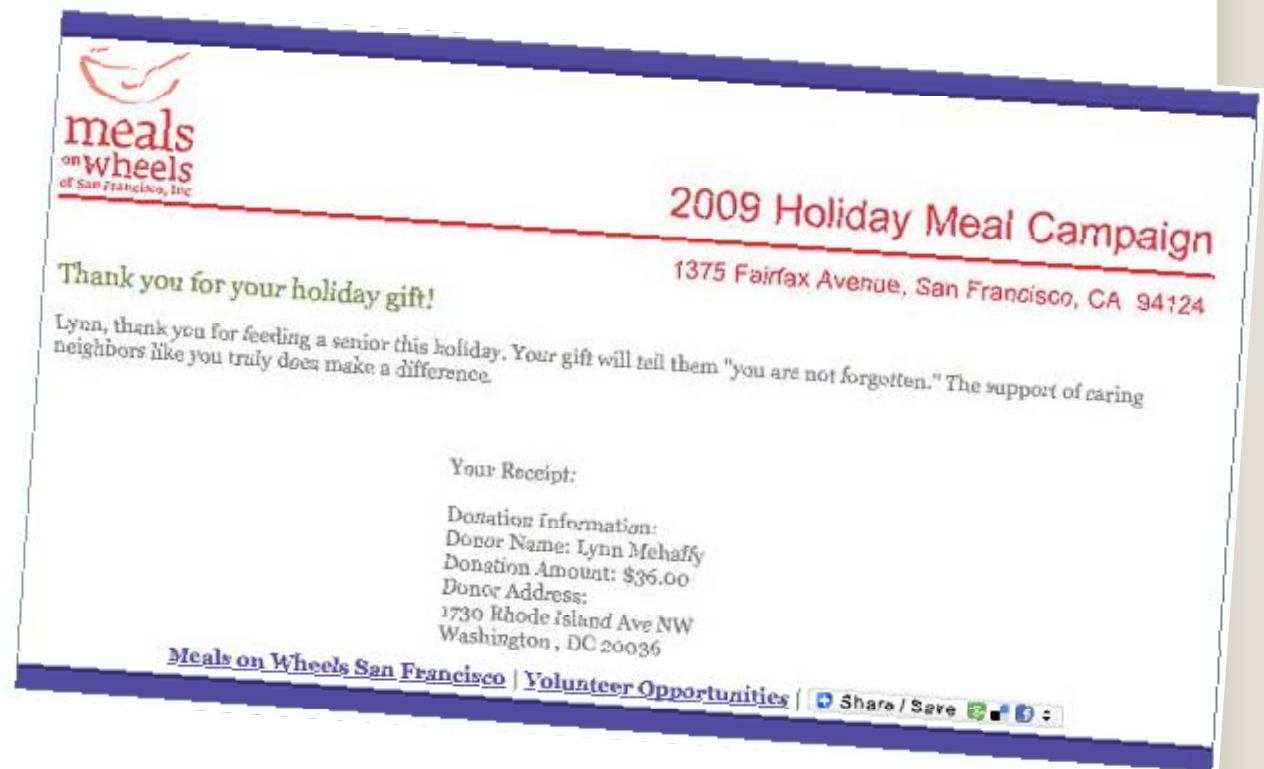 meals
on wheels
of San Francisco, Inc
2009 Holiday Meal Campaign
1375 Fairfax Avenue, San Francisco, CA 94124
Thank you for your holiday gift!
Lynn, thank you for feeding a senior this holiday. Your gift will tell them "you are not forgotten." The support of caring
neighbors like you truly does make a difference.
Your Receipt:
Donation Information:
Donor Name: Lynn Mehaffy
Donation Amount: $36.00
Donor Address:
1730 Rhode Island Ave NW
Washington , DC 20036
Meals on Wheels San Francisco | Volunteer Opportunities | Share / Save